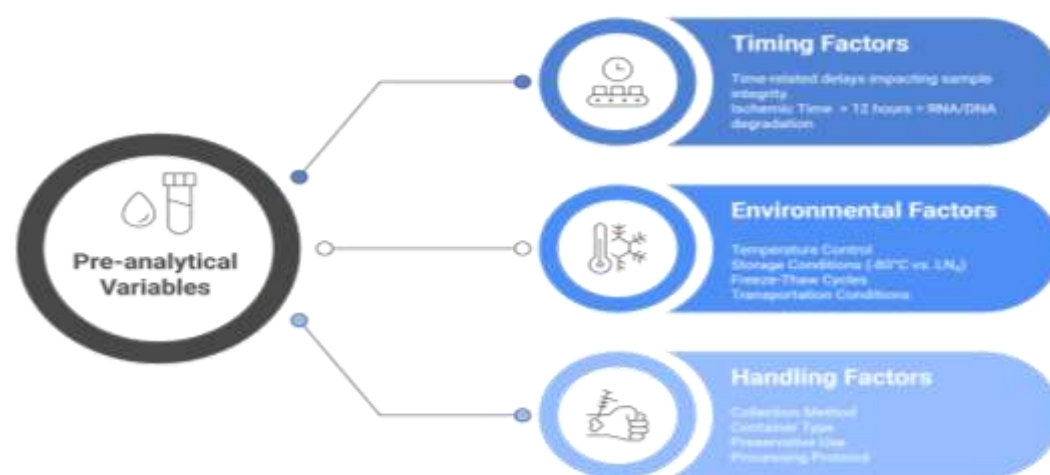 Pre-analytical
Variables
Timing Factors
Time-related delays impacting sample
integrity
Ischemic Time > 12 hours = RNA/DNA
degradation
Environmental Factors
Temperature Control
Storage Conditions (-80°C vs. LN₂)
Freeze-Thaw Cycles
Transportation Conditions
Handling Factors
Collection Method
Container Type
Preservative Use
Processing Protocol